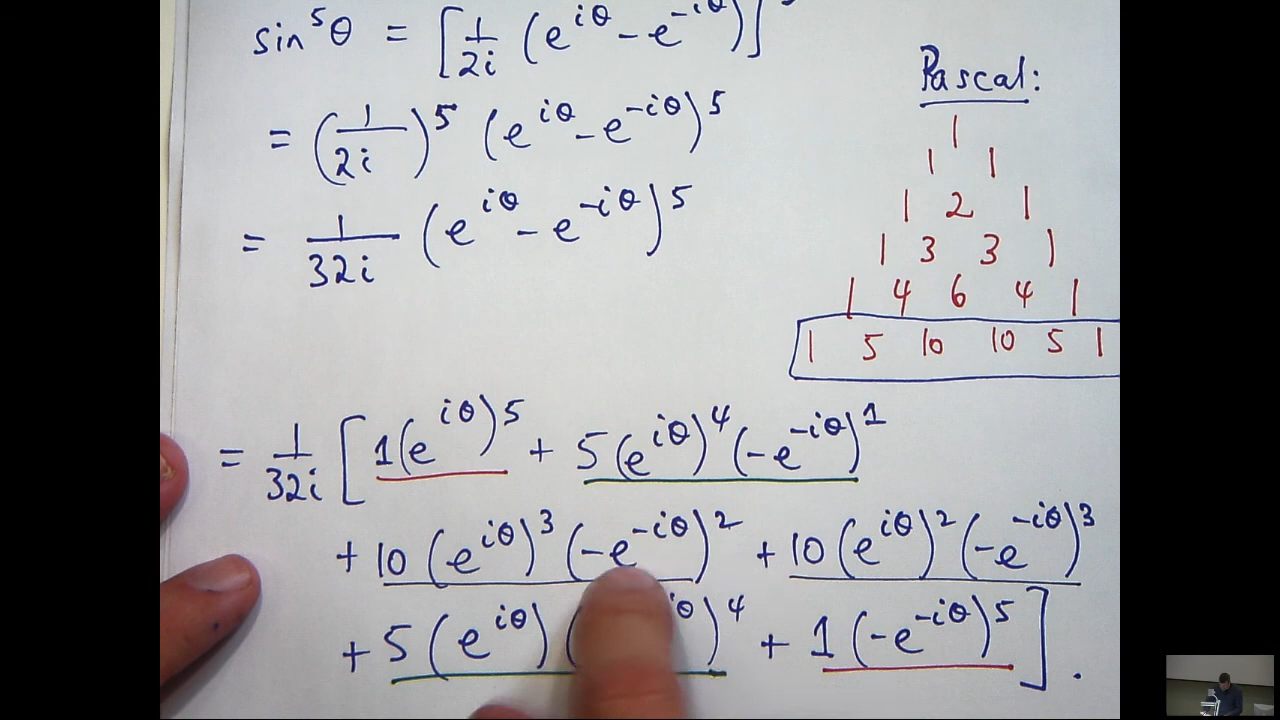 sin⁵θ = [1/2i (e^{iθ} - e^{-iθ})]
= (1/2i)⁵ (e^{iθ} - e^{-iθ})⁵
= 1/32i (e^{iθ} - e^{-iθ})⁵
Pascal:
1
1 1
1 2 1
1 3 3 1
1 4 6 4 1
1 5 10 10 5 1
= 1/32i [1(e^{iθ})⁵ + 5(e^{iθ})⁴(-e^{-iθ})¹
+ 10(e^{iθ})³(-e^{-iθ})² + 10(e^{iθ})²(-e^{-iθ})³
+ 5(e^{iθ})( θ)⁴ + 1(-e^{-iθ})⁵].